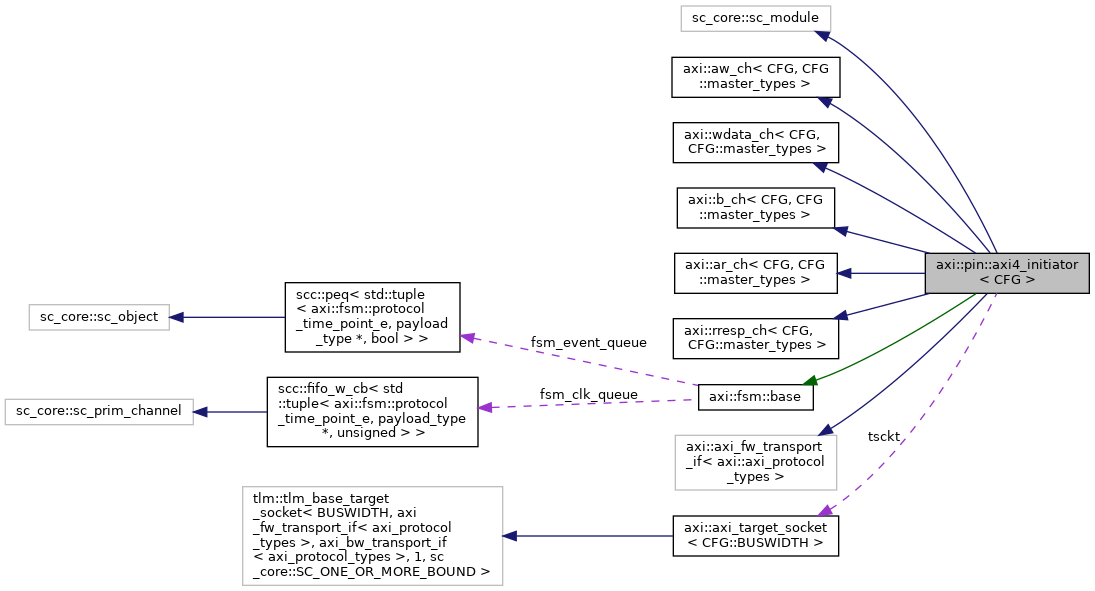 sc_core::sc_module
axi::aw_ch< CFG, CFG
::master_types >
axi::wdata_ch< CFG,
CFG::master_types >
axi::b_ch< CFG, CFG
::master_types >
axi::ar_ch< CFG, CFG
::master_types >
axi::rresp_ch< CFG,
CFG::master_types >
axi::pin::axi4_initiator
< CFG >
sc_core::sc_object
scc::peq< std::tuple
< axi::fsm::protocol
_time_point_e, payload
_type *, bool > >
fsm_event_queue
sc_core::sc_prim_channel
scc::fifo_w_cb< std
::tuple< axi::fsm::protocol
_time_point_e, payload_type
*, unsigned > >
fsm_clk_queue
axi::fsm::base
axi::axi_fw_transport
_if< axi::axi_protocol
_types >
tsckt
tlm::tlm_base_target
_socket< BUSWIDTH, axi
_fw_transport_if< axi_protocol
_types >, axi_bw_transport_if
< axi_protocol_types >, 1, sc
_core::SC_ONE_OR_MORE_BOUND >
axi::axi_target_socket
< CFG::BUSWIDTH >